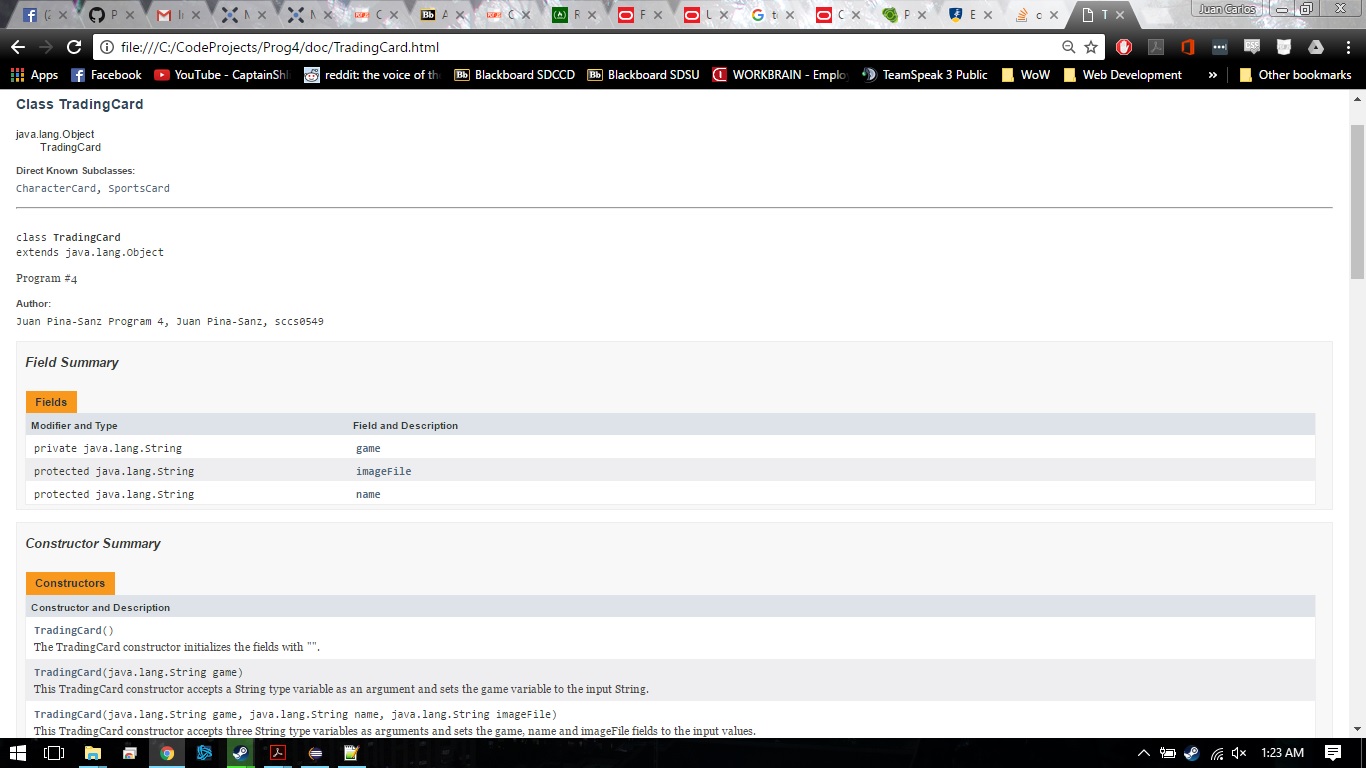 Juan Carlos
file:///C:/CodeProjects/Prog4/doc/TradingCard.html
Apps Facebook YouTube - CaptainShl reddit: the voice of th Blackboard SDCCD Blackboard SDSU WORKBRAIN - Emplo TeamSpeak 3 Public WoW Web Development » Other bookmarks
Class TradingCard
java.lang.Object
TradingCard
Direct Known Subclasses:
CharacterCard, SportsCard
class TradingCard
extends java.lang.Object
Program #4
Author:
Juan Pina-Sanz Program 4, Juan Pina-Sanz, sccs0549
Field Summary
Fields
Modifier and Type Field and Description
private java.lang.String game
protected java.lang.String imageFile
protected java.lang.String name
Constructor Summary
Constructors
Constructor and Description
TradingCard()
The TradingCard constructor initializes the fields with "".
TradingCard(java.lang.String game)
This TradingCard constructor accepts a String type variable as an argument and sets the game variable to the input String.
TradingCard(java.lang.String game, java.lang.String name, java.lang.String imageFile)
This TradingCard constructor accepts three String type variables as arguments and sets the game, name and imageFile fields to the input values.
1:23 AM